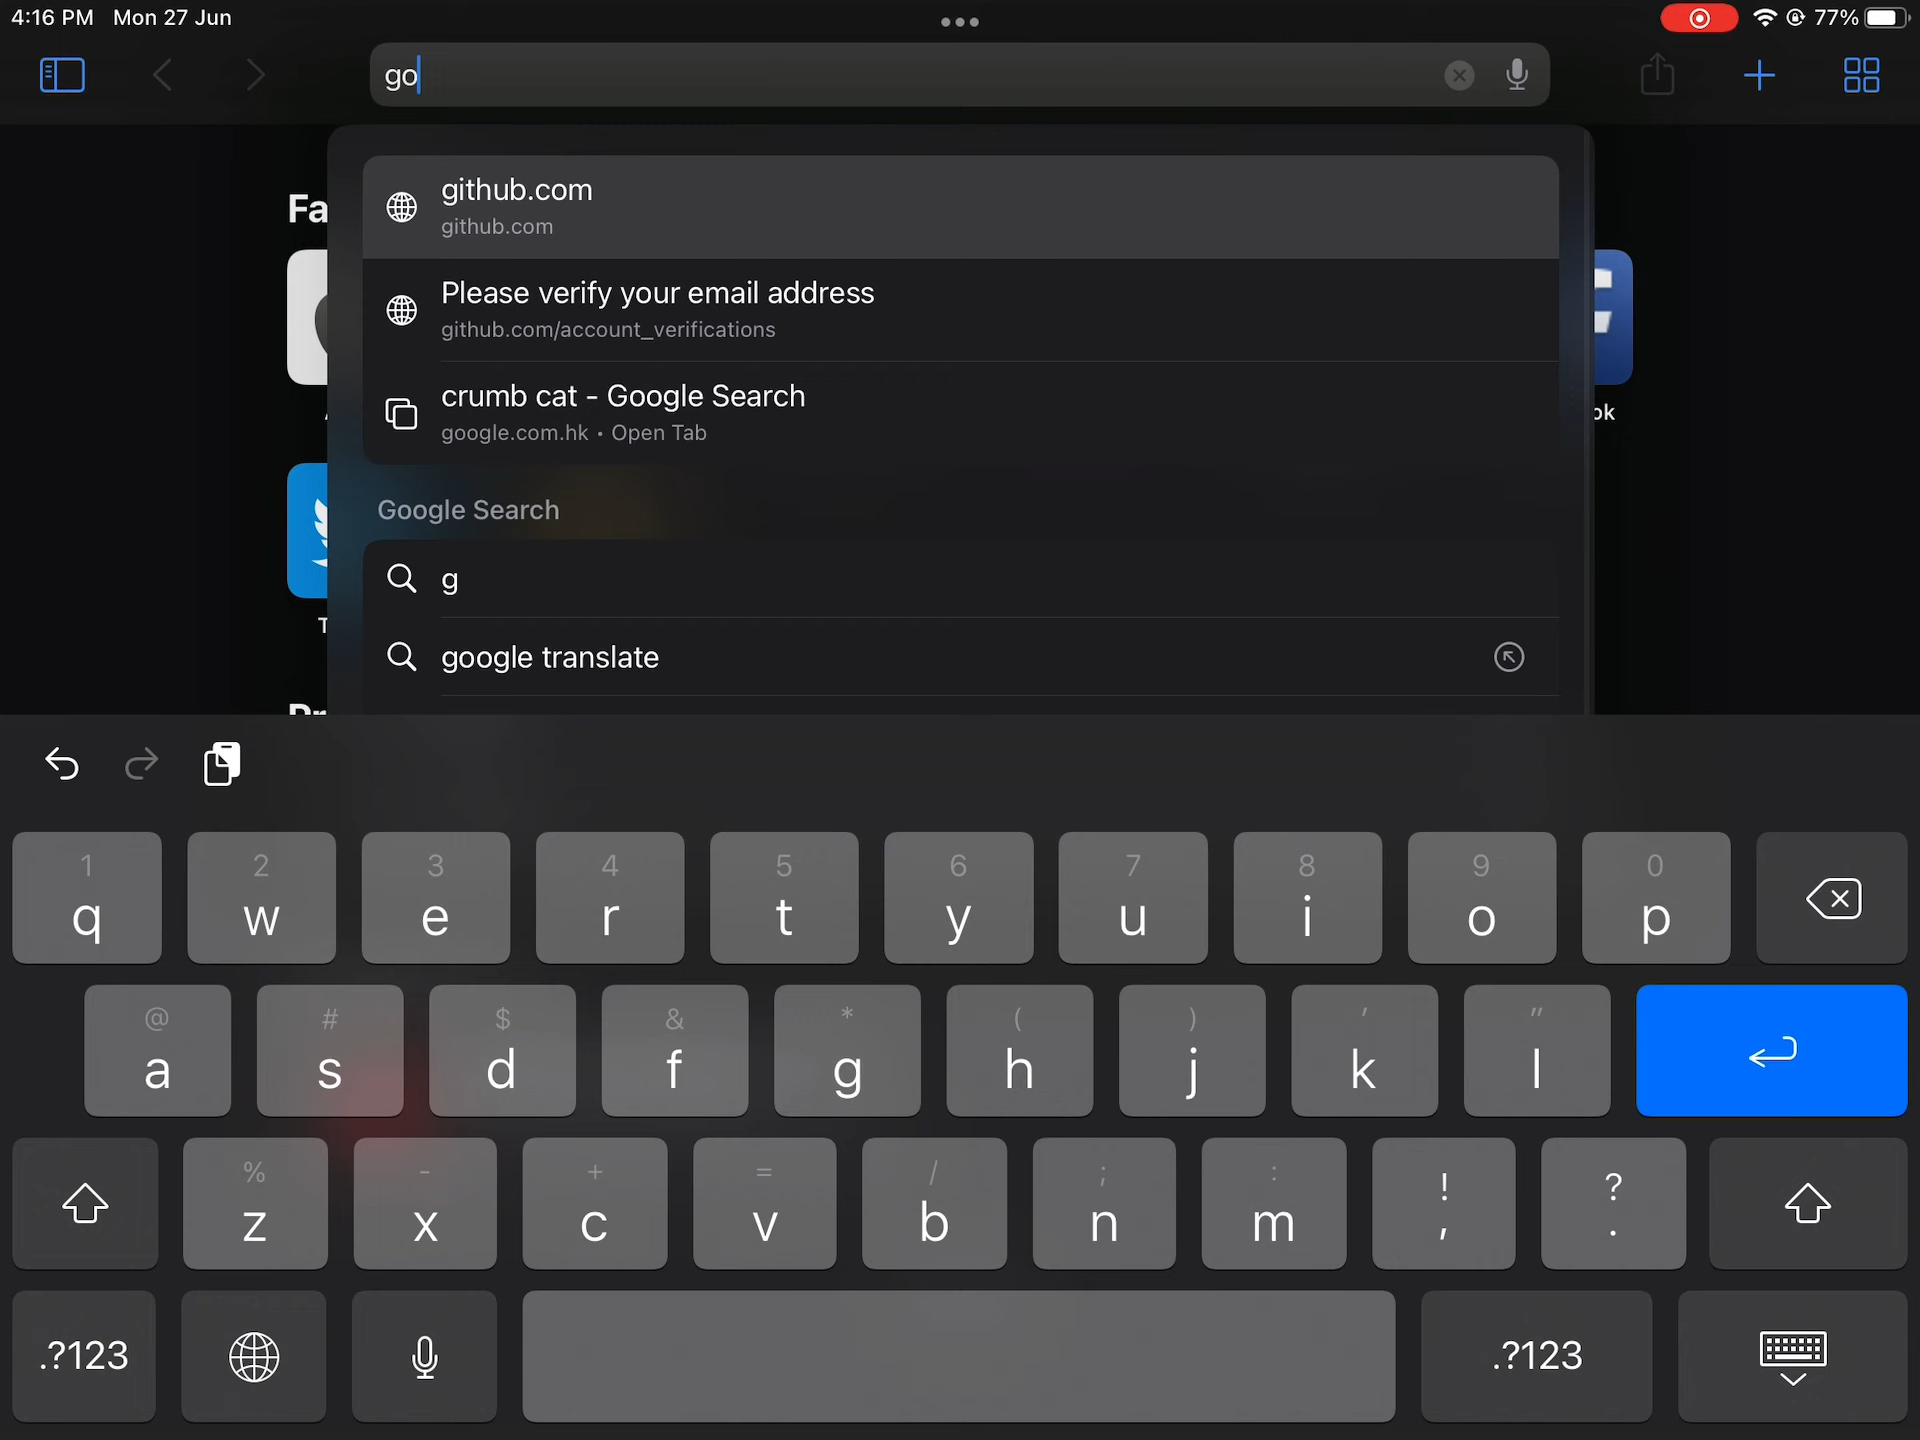 4:16 PM Mon 27 Jun
77%
go
github.com
github.com
Please verify your email address
github.com/account_verifications
crumb cat - Google Search
google.com.hk • Open Tab
Fa
ok
Google Search
g
google translate
T
1 2 3 4 5 6 7 8 9 0
q w e r t y u i o p
@ # $ & * ( ) ' "
a s d f g h j k l
% - + = / ; : ! ?
z x c v b n m , .
.?123 .?123